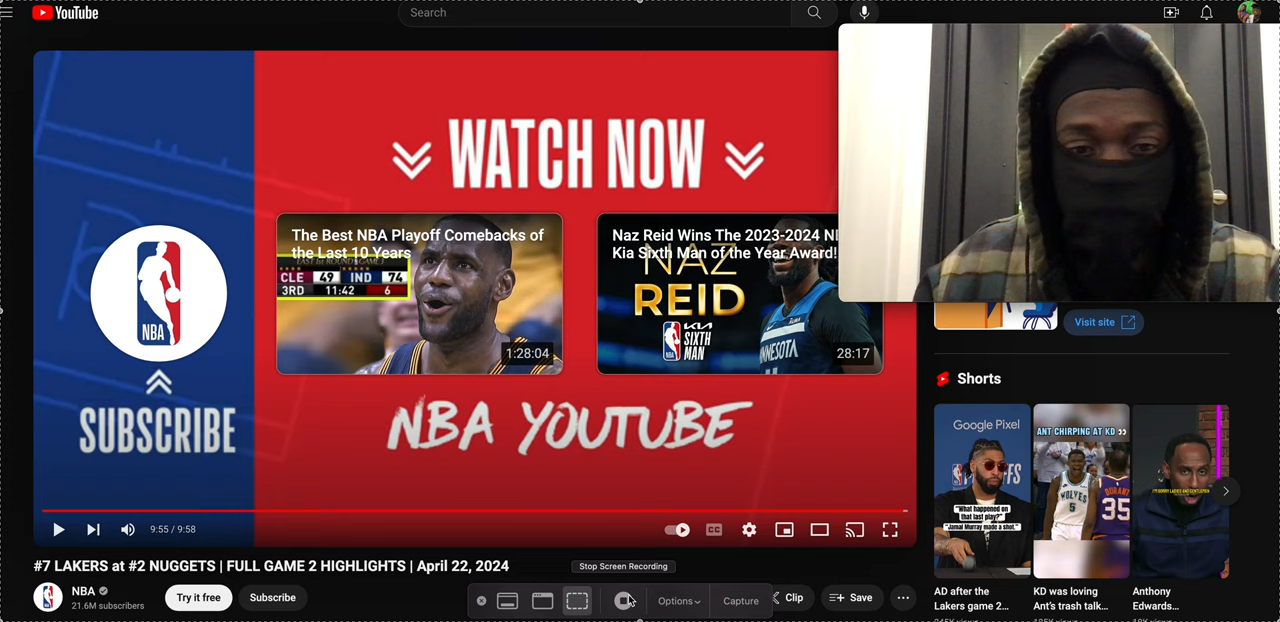 YouTube
Search
WATCH NOW
The Best NBA Playoff Comebacks of
the Last 10 Years
CLE 49 IND 74
3RD 11:42 6
1:28:04
Naz Reid Wins The 2023-2024 N
Kia Sixth Man of the Year Award!
NAZ
REID
KIA
SIXTH
MAN
NBA
MINNESOTA
28:17
NBA
SUBSCRIBE
NBA YOUTUBE
9:55 / 9:58
CC
#7 LAKERS at #2 NUGGETS | FULL GAME 2 HIGHLIGHTS | April 22, 2024
Stop Screen Recording
NBA
21.6M subscribers
Try it free
Subscribe
Options
Capture
Clip
Save
Visit site
Shorts
Google Pixel
"What happened on
that last play?"
"Jamal Murray made a shot."
AD after the
Lakers game 2...
ANT CHIRPING AT KD
WOLVES
5
DURANT
35
KD was loving
Ant's trash talk...
Anthony
Edwards...